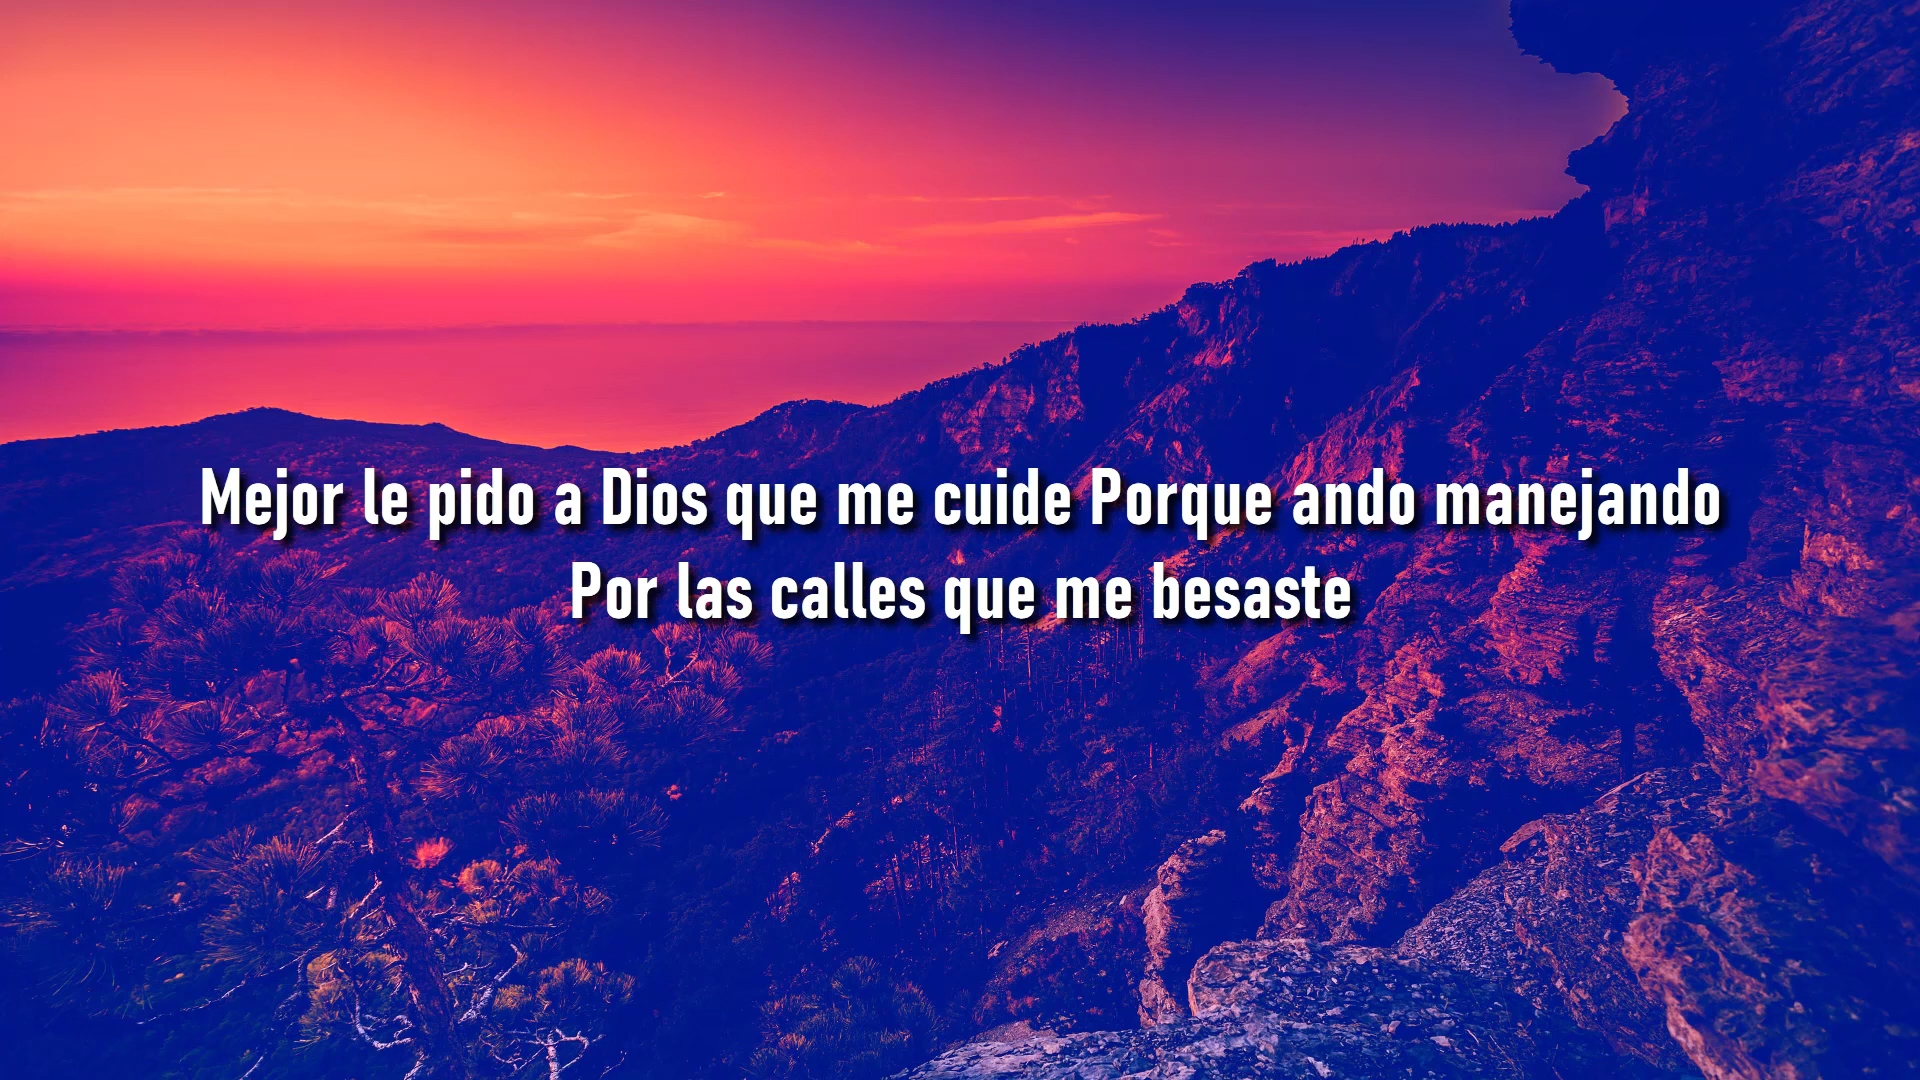 Mejor le pido a Dios que me cuide Porque ando manejando
Por las calles que me besaste